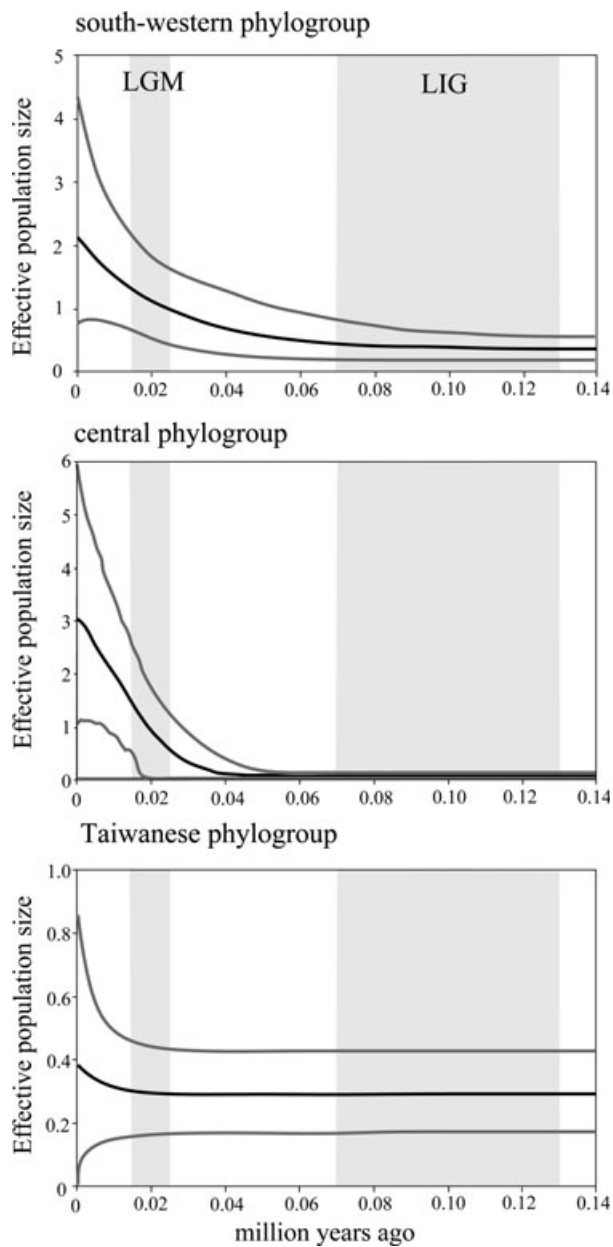 south-western phylogroup
5
LGM LIG
4
3
2
1
0
Effective population size
0 0.02 0.04 0.06 0.08 0.10 0.12 0.14
central phylogroup
6
5
4
3
2
1
0
Effective population size
0 0.02 0.04 0.06 0.08 0.10 0.12 0.14
Taiwanese phylogroup
1.0
0.8
0.6
0.4
0.2
0
Effective population size
0 0.02 0.04 0.06 0.08 0.10 0.12 0.14
million years ago